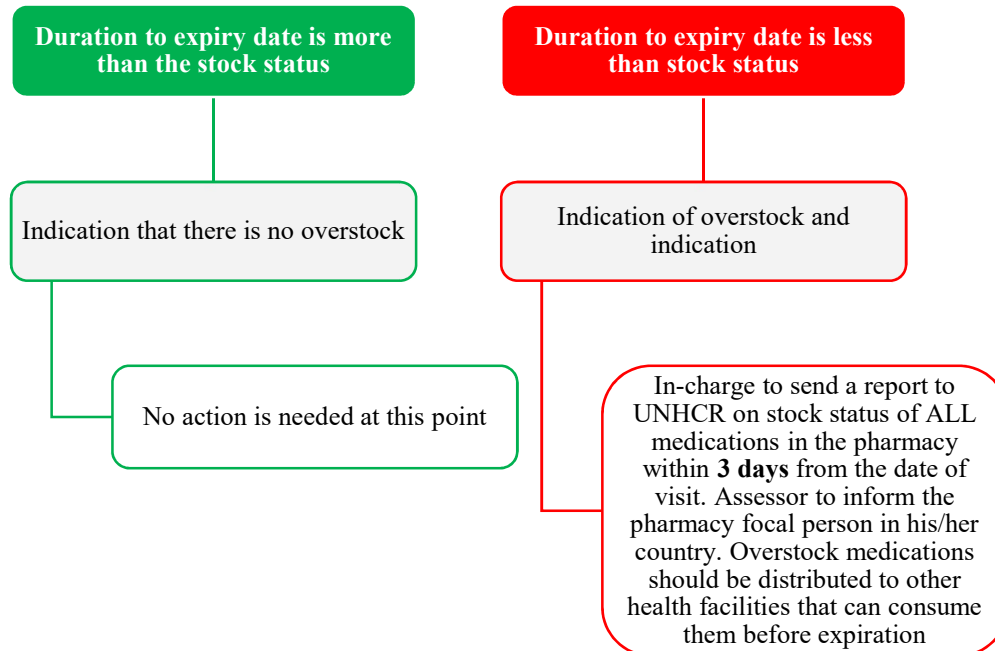 Duration to expiry date is more
than the stock status
Indication that there is no overstock
No action is needed at this point
Duration to expiry date is less
than stock status
Indication of overstock and
indication
In-charge to send a report to
UNHCR on stock status of ALL
medications in the pharmacy
within 3 days from the date of
visit. Assessor to inform the
pharmacy focal person in his/her
country. Overstock medications
should be distributed to other
health facilities that can consume
them before expiration